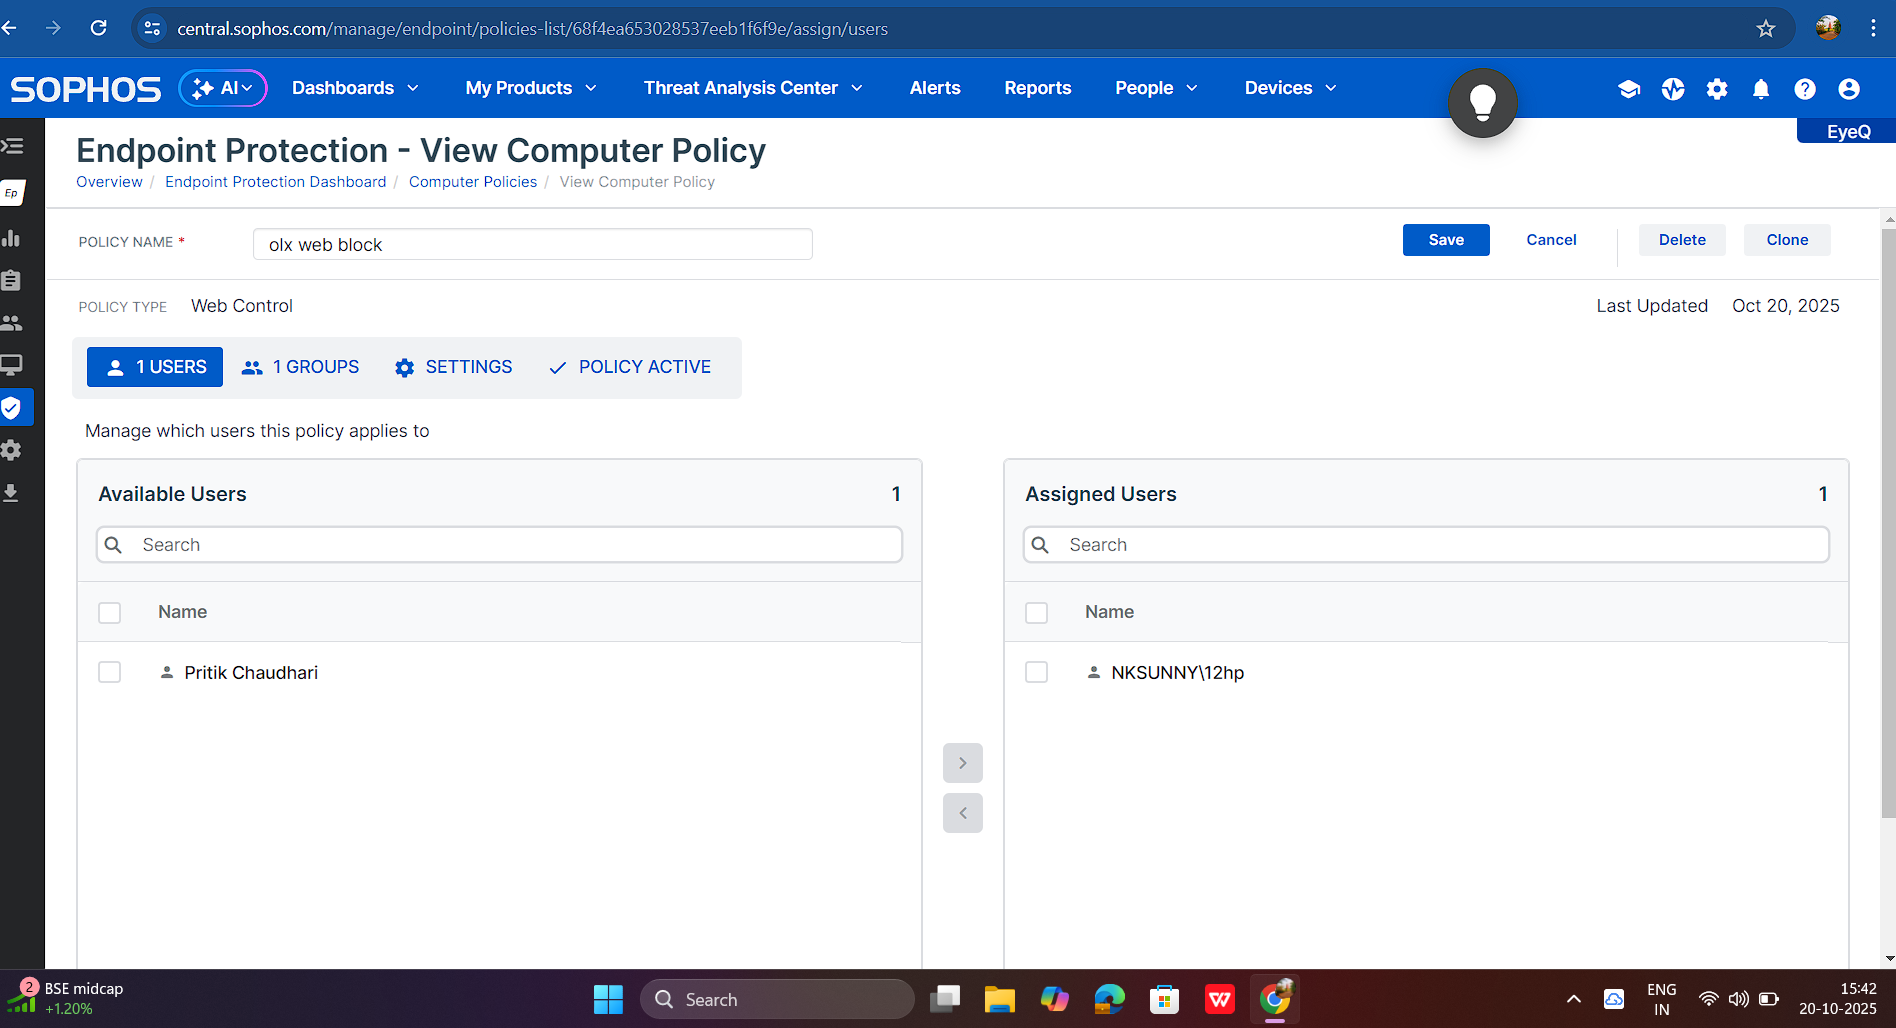 central.sophos.com/manage/endpoint/policies-list/68f4ea653028537eeb1f6f9e/assign/users
SOPHOS AI Dashboards My Products Threat Analysis Center Alerts Reports People Devices
EyeQ
Endpoint Protection - View Computer Policy
Overview / Endpoint Protection Dashboard / Computer Policies / View Computer Policy
Ep
POLICY NAME * olx web block Save Cancel Delete Clone
POLICY TYPE Web Control Last Updated Oct 20, 2025
1 USERS 1 GROUPS SETTINGS POLICY ACTIVE
Manage which users this policy applies to
Available Users 1
Search
Name
Pritik Chaudhari
Assigned Users 1
Search
Name
NKSUNNY\12hp
2 BSE midcap
+1.20%
Search
W
ENG
IN
15:42
20-10-2025